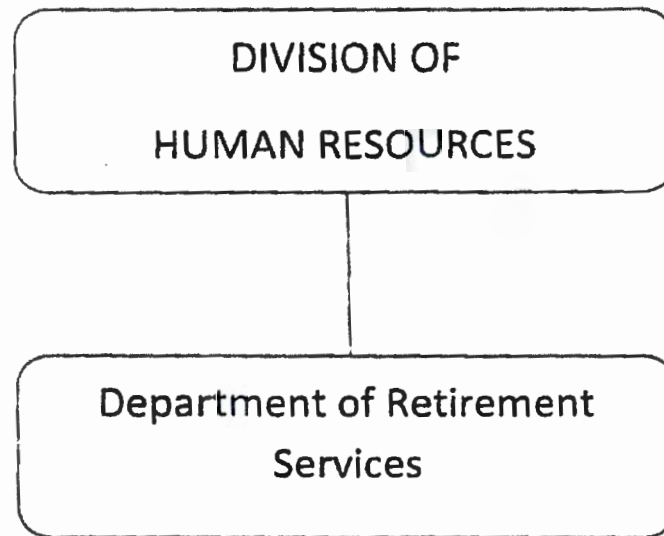 DIVISION OF
HUMAN RESOURCES
Department of Retirement
Services